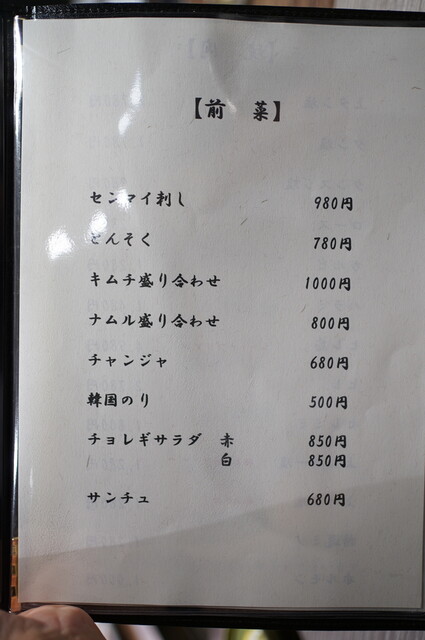 【前 菜】
センマイ刺し 980円
とんそく 780円
キムチ盛り合わせ 1000円
ナムル盛り合わせ 800円
チャンジャ 680円
韓国のり 500円
チョレギサラダ 赤 850円
白 850円
サンチュ 680円